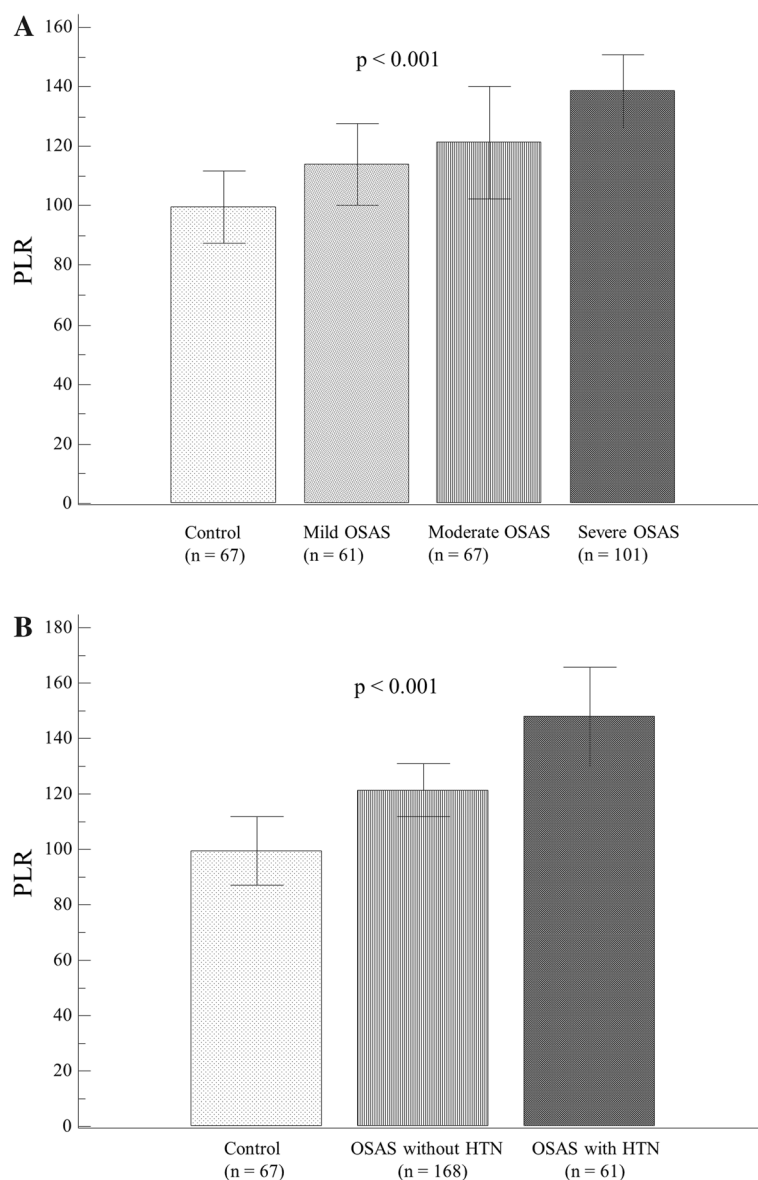 A
160
p < 0.001
140
120
100
PLR
80
60
40
20
0
Control Mild OSAS Moderate OSAS Severe OSAS
(n = 67) (n = 61) (n = 67) (n = 101)
B
180
160
p < 0.001
140
120
100
PLR
80
60
40
20
0
Control OSAS without HTN OSAS with HTN
(n = 67) (n = 168) (n = 61)